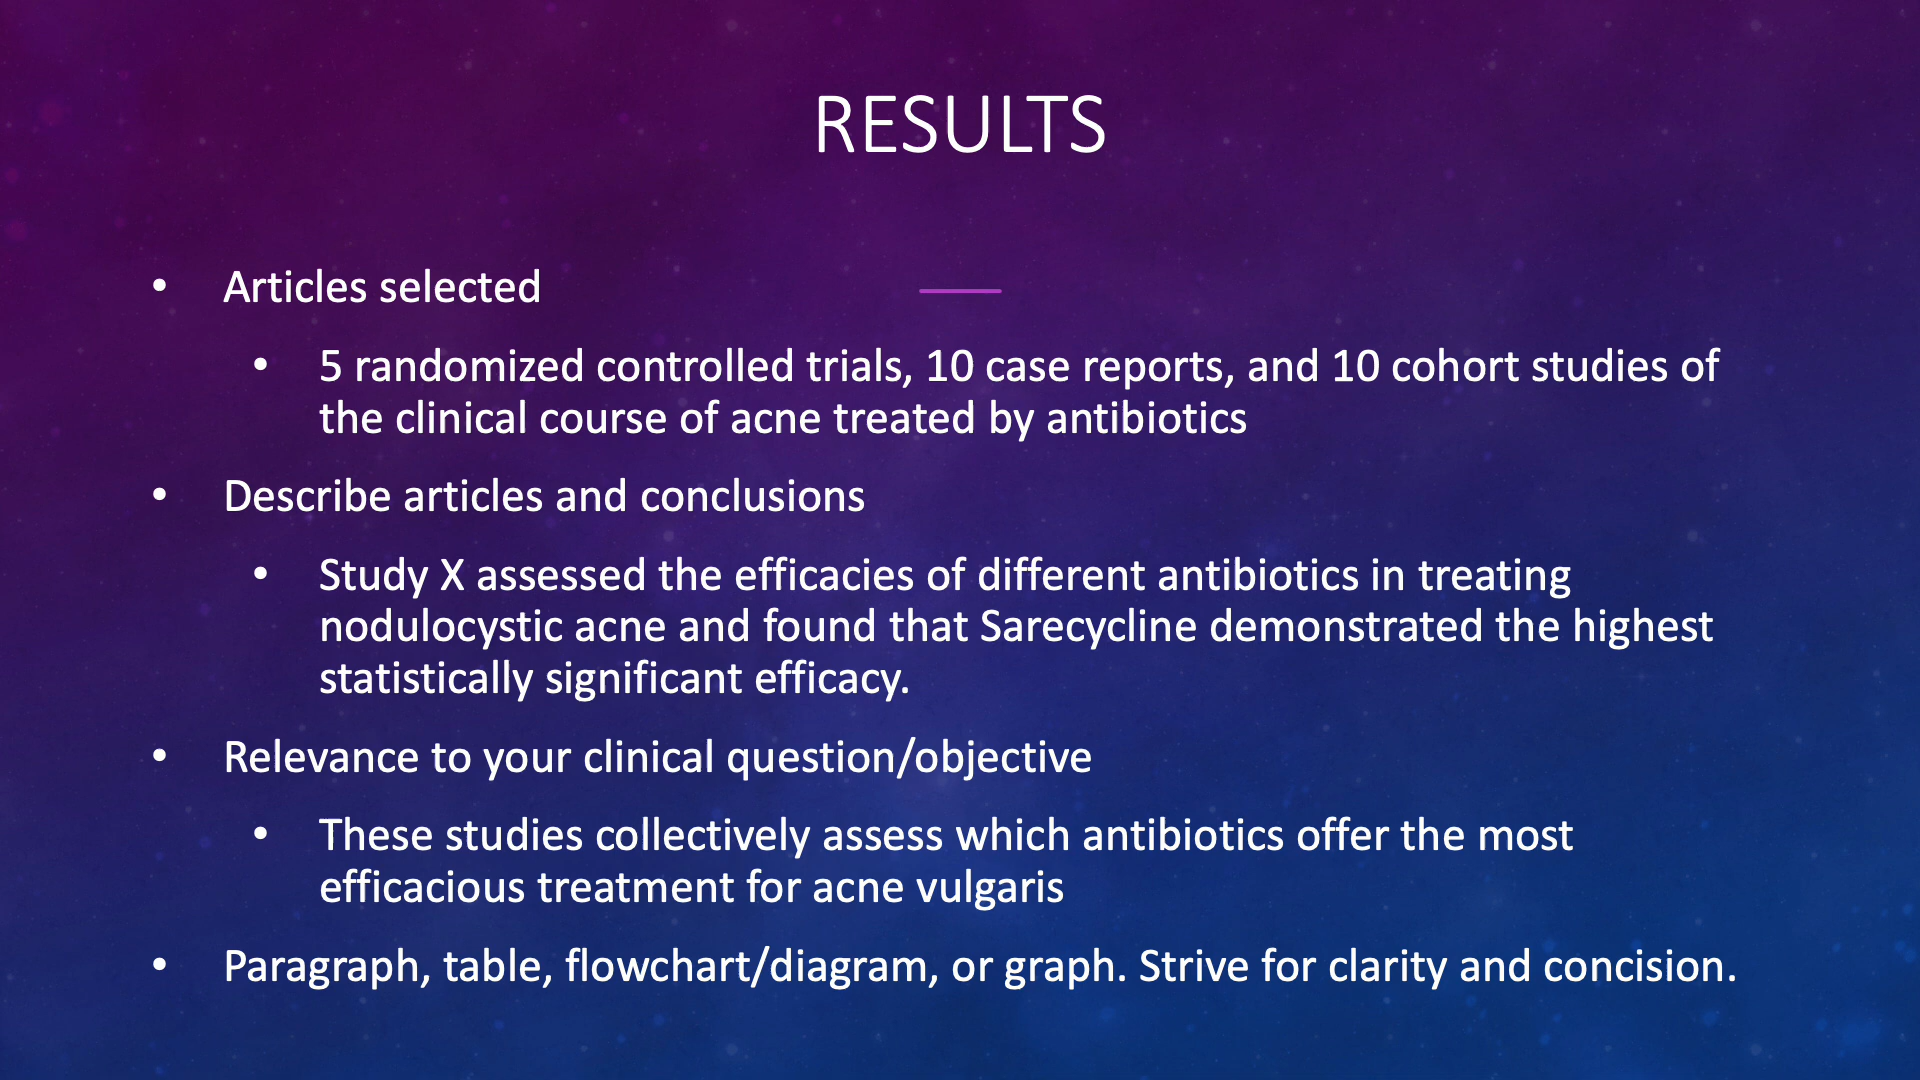 RESULTS
• Articles selected
• 5 randomized controlled trials, 10 case reports, and 10 cohort studies of
the clinical course of acne treated by antibiotics
• Describe articles and conclusions
• Study X assessed the efficacies of different antibiotics in treating
nodulocystic acne and found that Sarecycline demonstrated the highest
statistically significant efficacy.
• Relevance to your clinical question/objective
• These studies collectively assess which antibiotics offer the most
efficacious treatment for acne vulgaris
• Paragraph, table, flowchart/diagram, or graph. Strive for clarity and concision.